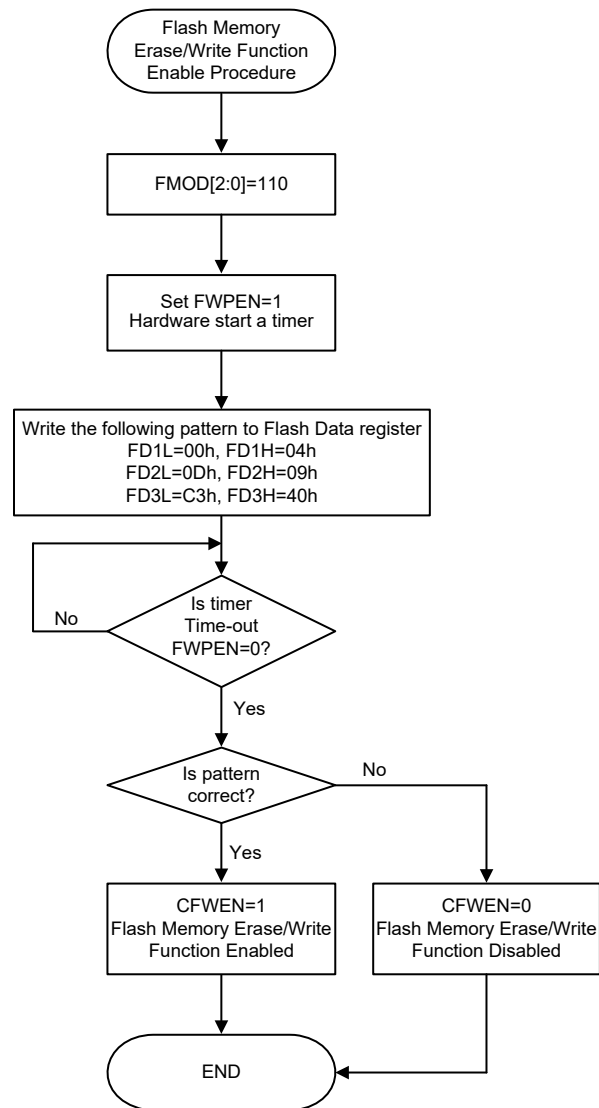 Flash Memory
Erase/Write Function
Enable Procedure
FMOD[2:0]=110
Set FWPEN=1
Hardware start a timer
Write the following pattern to Flash Data register
FD1L=00h, FD1H=04h
FD2L=0Dh, FD2H=09h
FD3L=C3h, FD3H=40h
Is timer
Time-out
FWPEN=0?
No
Yes
Is pattern
correct?
No
Yes
CFWEN=1
Flash Memory Erase/Write
Function Enabled
CFWEN=0
Flash Memory Erase/Write
Function Disabled
END